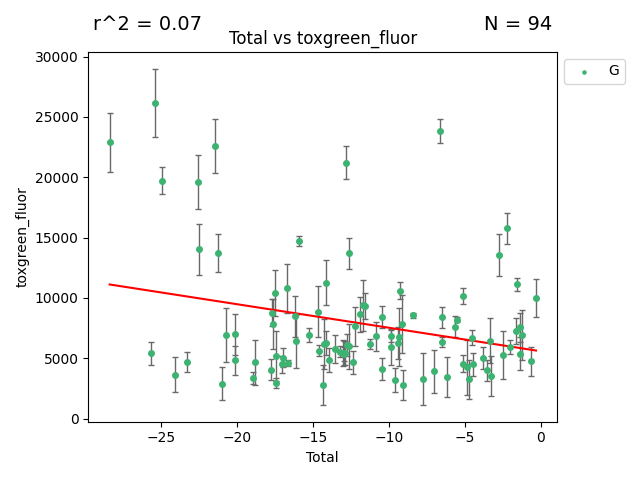 r^2 = 0.07
N = 94
Total vs toxgreen_fluor
G
toxgreen_fluor
30000
25000
20000
15000
10000
5000
0
−25
−20
−15
−10
−5
0
Total